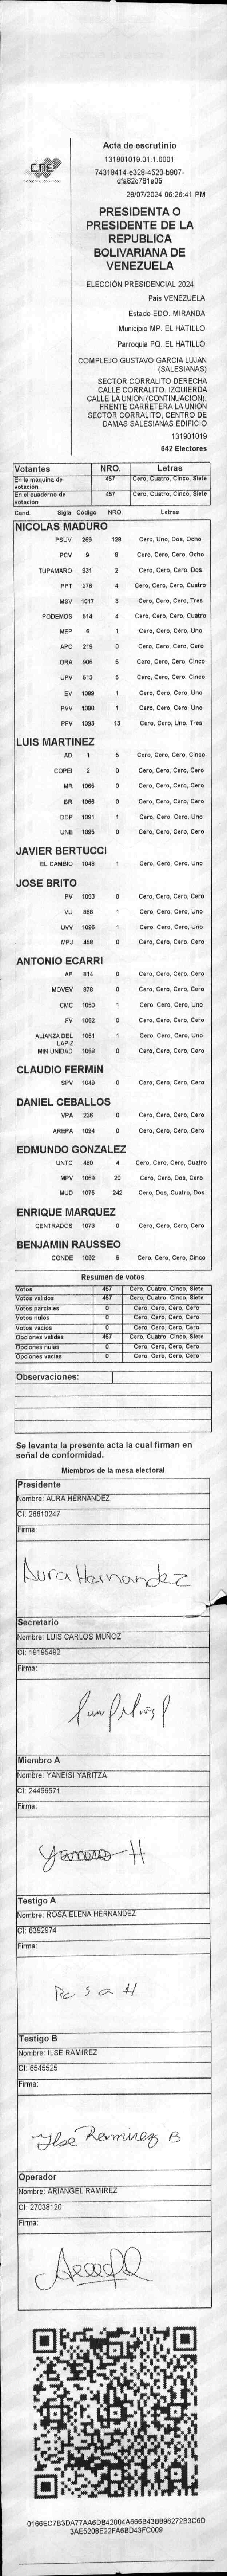 CNE
Acta de escrutinio
131901019.01.1.0001
74319414-e328-4520-b907-
dfa82c781e05
28/07/2024 06:26:41 PM
PRESIDENTA O
PRESIDENTE DE LA
REPUBLICA
BOLIVARIANA DE
VENEZUELA
ELECCIÓN PRESIDENCIAL 2024
Pais VENEZUELA
Estado EDO. MIRANDA
Municipio MP. EL HATILLO
Parroquia PQ. EL HATILLO
COMPLEJO GUSTAVO GARCIA LUJAN
(SALESIANAS)
SECTOR CORRALITO DERECHA
CALLE CORRALITO. IZQUIERDA
CALLE LA UNION (CONTINUACION).
FRENTE CARRETERA LA UNION
SECTOR CORRALITO, CENTRO DE
DAMAS SALESIANAS EDIFICIO
131901019
642 Electores
Votantes NRO. Letras
En la máquina de votación 457 Cero, Cuatro, Cinco, Siete
En el cuaderno de votación 457 Cero, Cuatro, Cinco, Siete
Cand. Sigla Código NRO. Letras
NICOLAS MADURO
PSUV 269 128 Cero, Uno, Dos, Ocho
PCV 9 8 Cero, Cero, Cero, Ocho
TUPAMARO 931 2 Cero, Cero, Cero, Dos
PPT 276 4 Cero, Cero, Cero, Cuatro
MSV 1017 3 Cero, Cero, Cero, Tres
PODEMOS 514 4 Cero, Cero, Cero, Cuatro
MEP 6 1 Cero, Cero, Cero, Uno
APC 219 0 Cero, Cero, Cero, Cero
ORA 905 5 Cero, Cero, Cero, Cinco
UPV 513 5 Cero, Cero, Cero, Cinco
EV 1089 1 Cero, Cero, Cero, Uno
PVV 1090 1 Cero, Cero, Cero, Uno
PFV 1093 13 Cero, Cero, Uno, Tres
LUIS MARTINEZ
AD 1 5 Cero, Cero, Cero, Cinco
COPEI 2 0 Cero, Cero, Cero, Cero
MR 1065 0 Cero, Cero, Cero, Cero
BR 1068 0 Cero, Cero, Cero, Cero
DDP 1091 1 Cero, Cero, Cero, Uno
UNE 1095 0 Cero, Cero, Cero, Cero
JAVIER BERTUCCI
EL CAMBIO 1048 1 Cero, Cero, Cero, Uno
JOSE BRITO
PV 1053 0 Cero, Cero, Cero, Cero
VU 868 1 Cero, Cero, Cero, Uno
UVV 1096 1 Cero, Cero, Cero, Uno
MPJ 458 0 Cero, Cero, Cero, Cero
ANTONIO ECARRI
AP 814 0 Cero, Cero, Cero, Cero
MOVEV 978 0 Cero, Cero, Cero, Cero
CMC 1050 1 Cero, Cero, Cero, Uno
FV 1062 0 Cero, Cero, Cero, Cero
ALIANZA DEL LAPIZ 1051 1 Cero, Cero, Cero, Uno
MIN UNIDAD 1069 0 Cero, Cero, Cero, Cero
CLAUDIO FERMIN
SPV 1049 0 Cero, Cero, Cero, Cero
DANIEL CEBALLOS
VPA 236 0 Cero, Cero, Cero, Cero
AREPA 1094 0 Cero, Cero, Cero, Cero
EDMUNDO GONZALEZ
UNTC 480 4 Cero, Cero, Cero, Cuatro
MPV 1069 20 Cero, Cero, Dos, Cero
MUD 1075 242 Cero, Dos, Cuatro, Dos
ENRIQUE MARQUEZ
CENTRADOS 1073 0 Cero, Cero, Cero, Cero
BENJAMIN RAUSSEO
CONDE 1092 5 Cero, Cero, Cero, Cinco
Resumen de votos
Votos 457 Cero, Cuatro, Cinco, Siete
Votos validos 457 Cero, Cuatro, Cinco, Siete
Votos parciales 0 Cero, Cero, Cero, Cero
Votos nulos 0 Cero, Cero, Cero, Cero
Votos vacios 0 Cero, Cero, Cero, Cero
Opciones validas 457 Cero, Cuatro, Cinco, Siete
Opciones nulas 0 Cero, Cero, Cero, Cero
Opciones vacias 0 Cero, Cero, Cero, Cero
Observaciones:
Se levanta la presente acta la cual firman en
señal de conformidad.
Miembros de la mesa electoral
Presidente
Nombre: AURA HERNANDEZ
CI: 26610247
Firma:
Aura Hernandez
Secretario
Nombre: LUIS CARLOS MUÑOZ
CI: 19195492
Firma:
Miembro A
Nombre: YANEISI YARITZA
CI: 24456571
Firma:
Testigo A
Nombre: ROSA ELENA HERNANDEZ
CI: 6392974
Firma:
Rosa H
Testigo B
Nombre: ILSE RAMIREZ
CI: 6545525
Firma:
Ilse Ramirez B
Operador
Nombre: ARIANGEL RAMIREZ
CI: 27038120
Firma:
0166EC7B3DA77AA6DB42004A666B43B896272B3C6D
3AE5208E22FA6BD43FC009